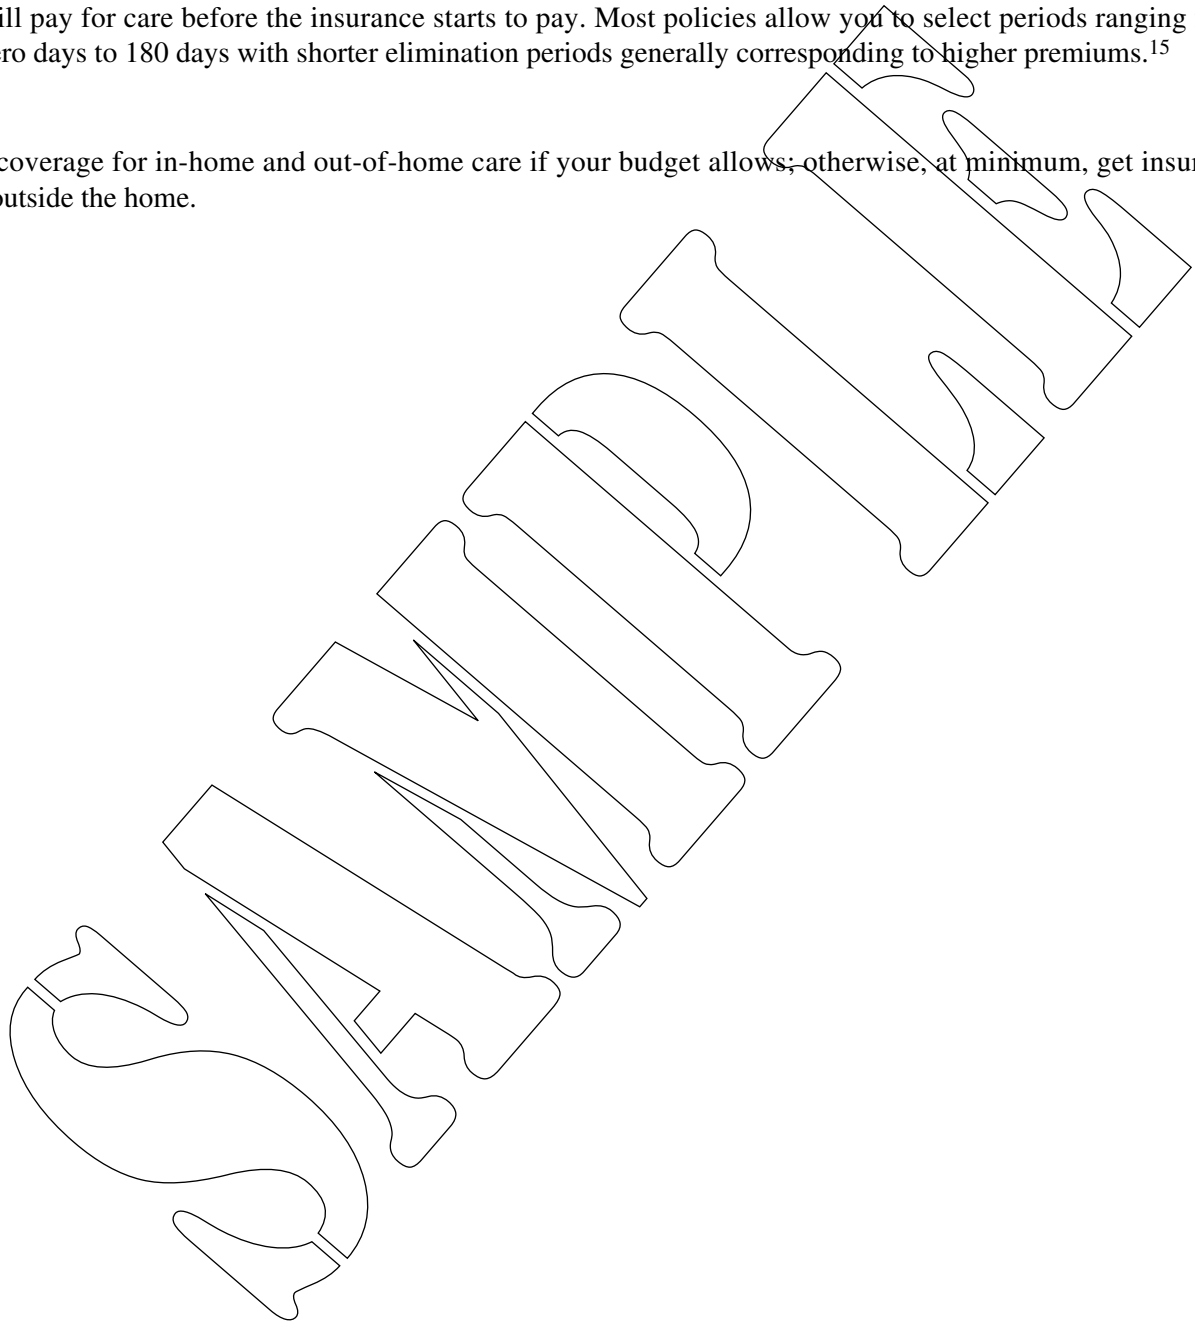 ill pay for care before the insurance starts to pay. Most policies allow you to select periods ranging
ro days to 180 days with shorter elimination periods generally corresponding to higher premiums.15
coverage for in-home and out-of-home care if your budget allows; otherwise, at minimum, get insu
outside the home.
SAMPLE